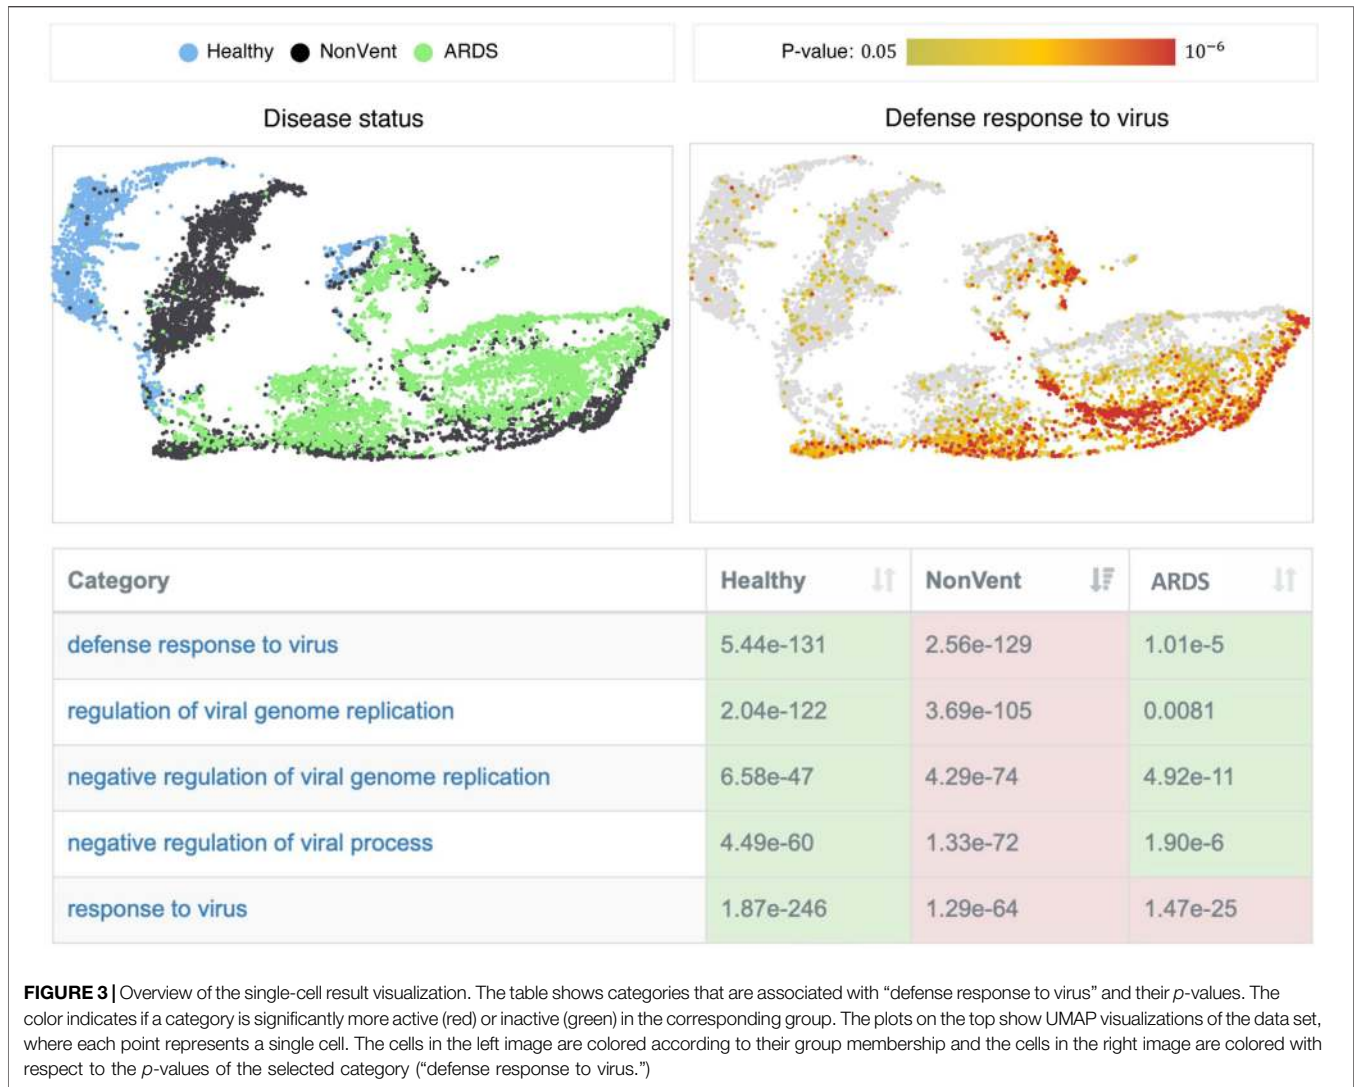 Healthy NonVent ARDS
P-value: 0.05 10⁻⁶
Disease status
Defense response to virus
Category Healthy NonVent ARDS
defense response to virus 5.44e-131 2.56e-129 1.01e-5
regulation of viral genome replication 2.04e-122 3.69e-105 0.0081
negative regulation of viral genome replication 6.58e-47 4.29e-74 4.92e-11
negative regulation of viral process 4.49e-60 1.33e-72 1.90e-6
response to virus 1.87e-246 1.29e-64 1.47e-25
FIGURE 3 | Overview of the single-cell result visualization. The table shows categories that are associated with “defense response to virus” and their p-values. The
color indicates if a category is significantly more active (red) or inactive (green) in the corresponding group. The plots on the top show UMAP visualizations of the data set,
where each point represents a single cell. The cells in the left image are colored according to their group membership and the cells in the right image are colored with
respect to the p-values of the selected category (“defense response to virus.”)